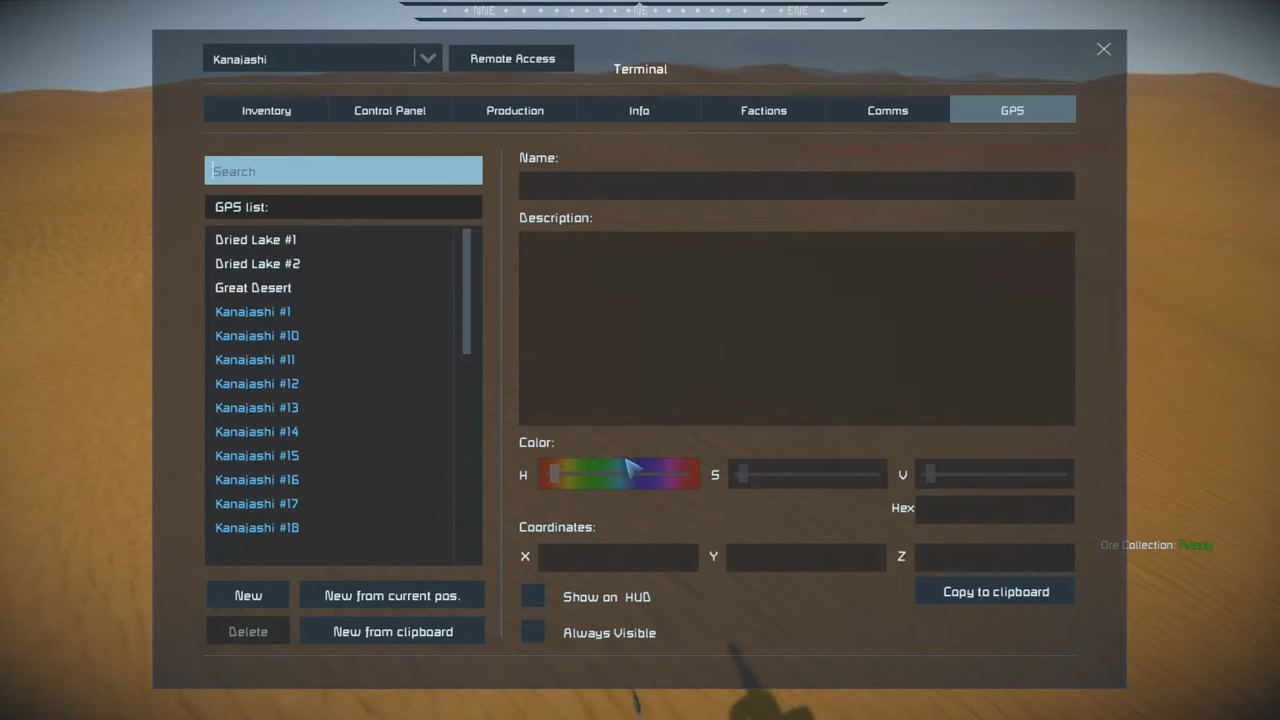 NNE NE ENE
Kanajashi
Remote Access
Terminal
Inventory
Control Panel
Production
Info
Factions
Comms
GPS
Search
GPS list:
Dried Lake #1
Dried Lake #2
Great Desert
Kanajashi #1
Kanajashi #10
Kanajashi #11
Kanajashi #12
Kanajashi #13
Kanajashi #14
Kanajashi #15
Kanajashi #16
Kanajashi #17
Kanajashi #18
New
New from current pos.
Delete
New from clipboard
Name:
Description:
Color:
H
S
V
Hex
Coordinates:
X
Y
Z
Show on HUD
Copy to clipboard
Always Visible
Ore Collection: Ready